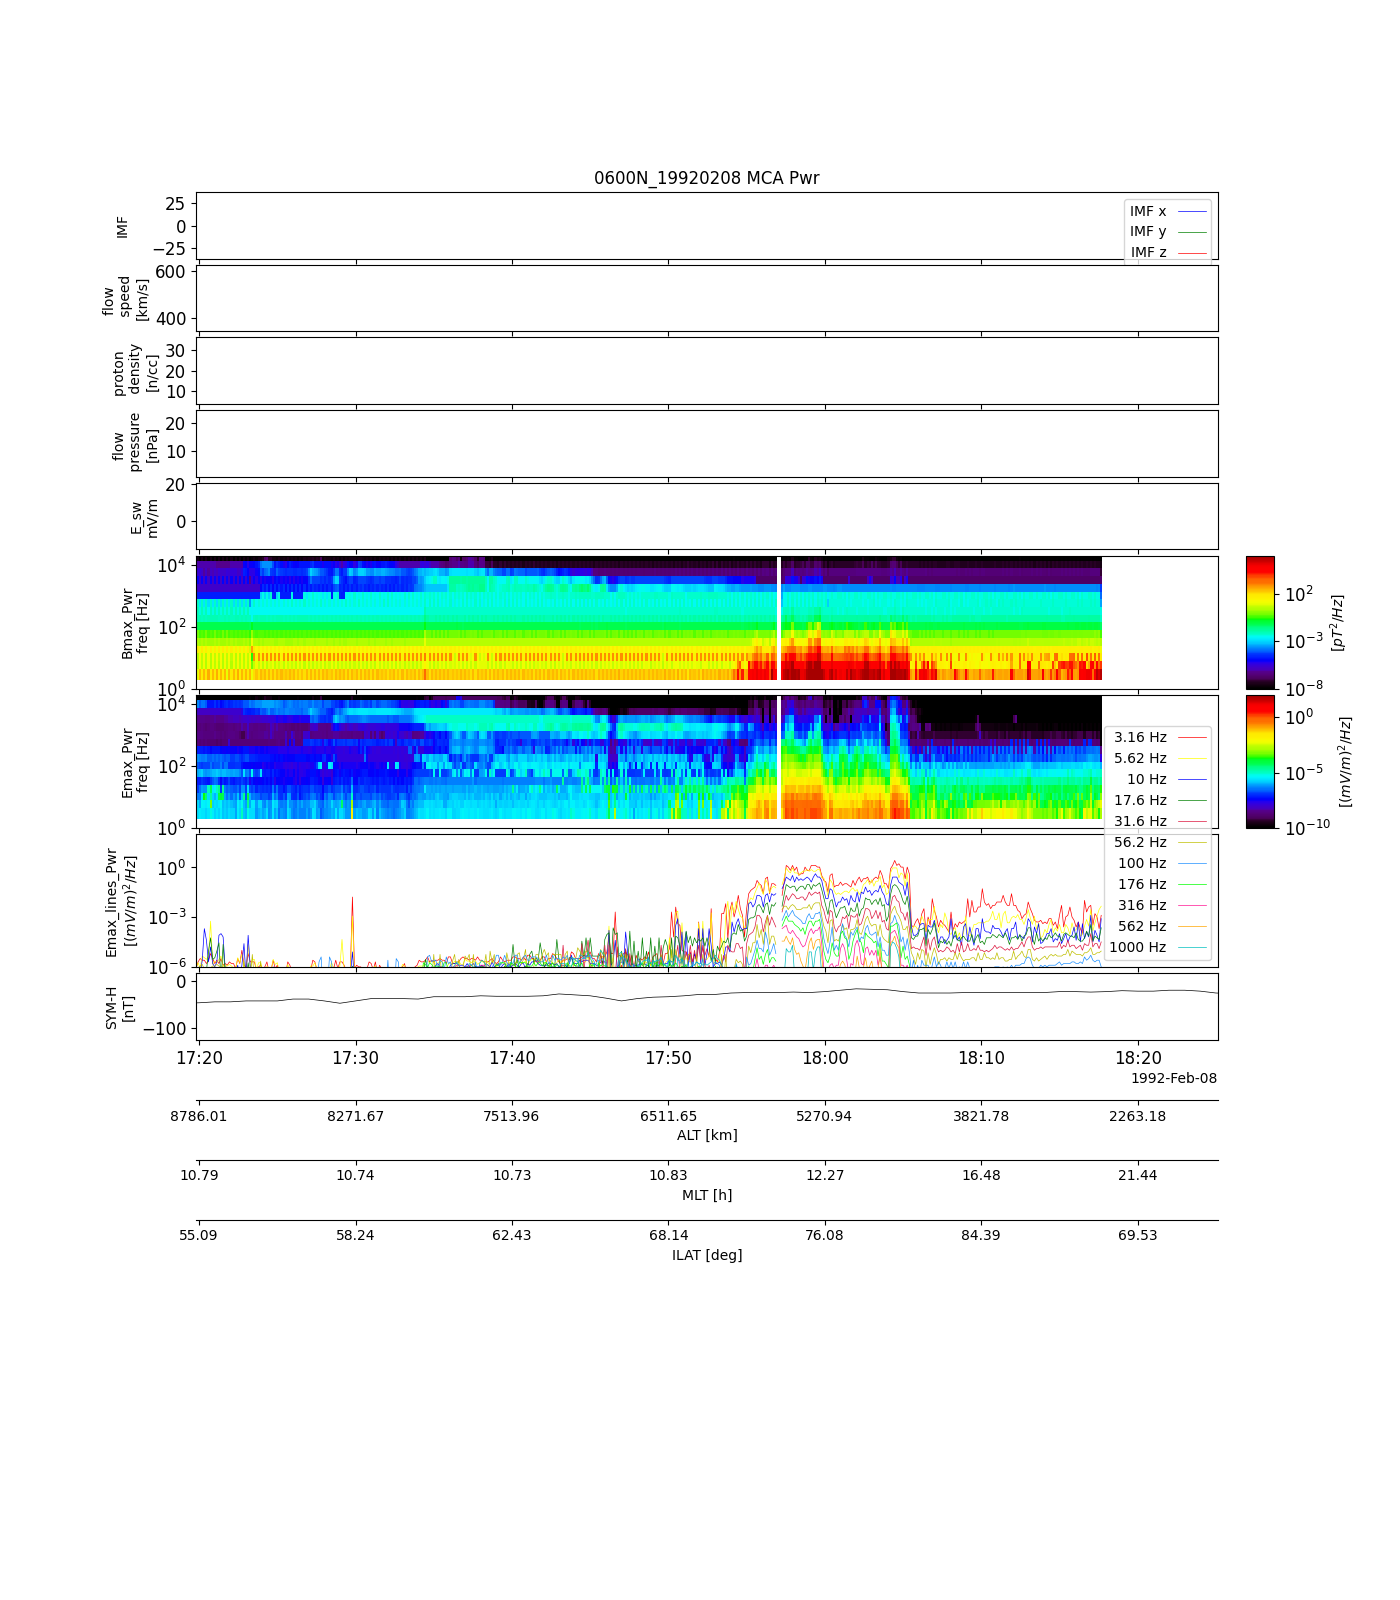 0600N_19920208 MCA Pwr
IMF
25
0
−25
IMF x
IMF y
IMF z
flow
speed
[km/s]
600
400
proton
density
[n/cc]
30
20
10
flow
pressure
[nPa]
20
10
E_sw
mV/m
20
0
Bmax_Pwr
freq [Hz]
10^4
10^2
10^0
10^2
10^−3
10^−8
[pT^2/Hz]
Emax_Pwr
freq [Hz]
10^4
10^2
10^0
10^0
10^−5
10^−10
[(mV/m)^2/Hz]
3.16 Hz
5.62 Hz
10 Hz
17.6 Hz
31.6 Hz
56.2 Hz
100 Hz
176 Hz
316 Hz
562 Hz
1000 Hz
Emax_lines_Pwr
[(mV/m)^2/Hz]
10^0
10^−3
10^−6
SYM-H
[nT]
0
−100
17:20 17:30 17:40 17:50 18:00 18:10 18:20
1992-Feb-08
8786.01 8271.67 7513.96 6511.65 5270.94 3821.78 2263.18
ALT [km]
10.79 10.74 10.73 10.83 12.27 16.48 21.44
MLT [h]
55.09 58.24 62.43 68.14 76.08 84.39 69.53
ILAT [deg]